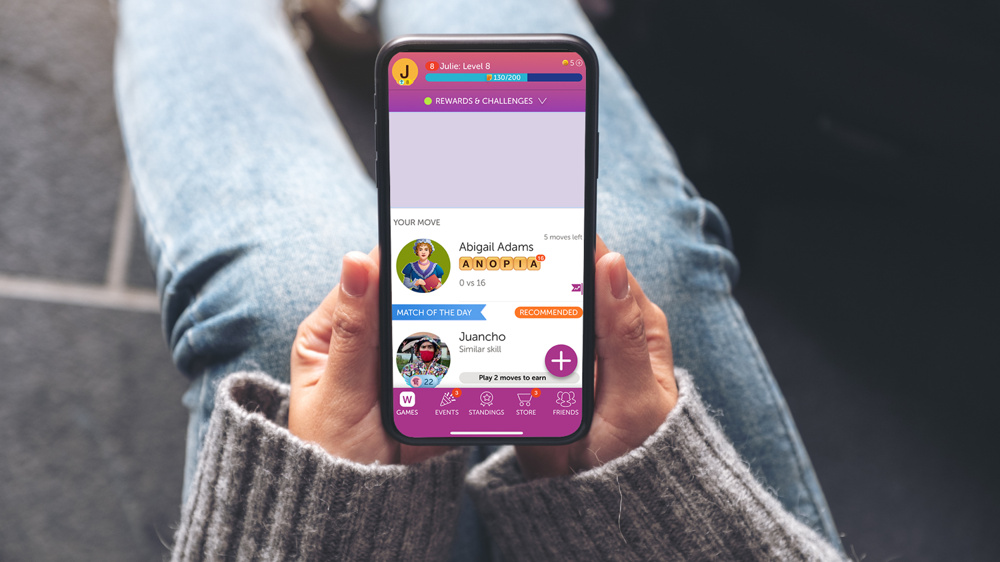 J
8
8 Julie: Level 8
5
130/200
REWARDS & CHALLENGES
YOUR MOVE
5 moves left
Abigail Adams
ANOPIA 16
0 vs 16
MATCH OF THE DAY
RECOMMENDED
Juancho
Similar skill
22
Play 2 moves to earn
W
GAMES
3
EVENTS
STANDINGS
3
STORE
FRIENDS